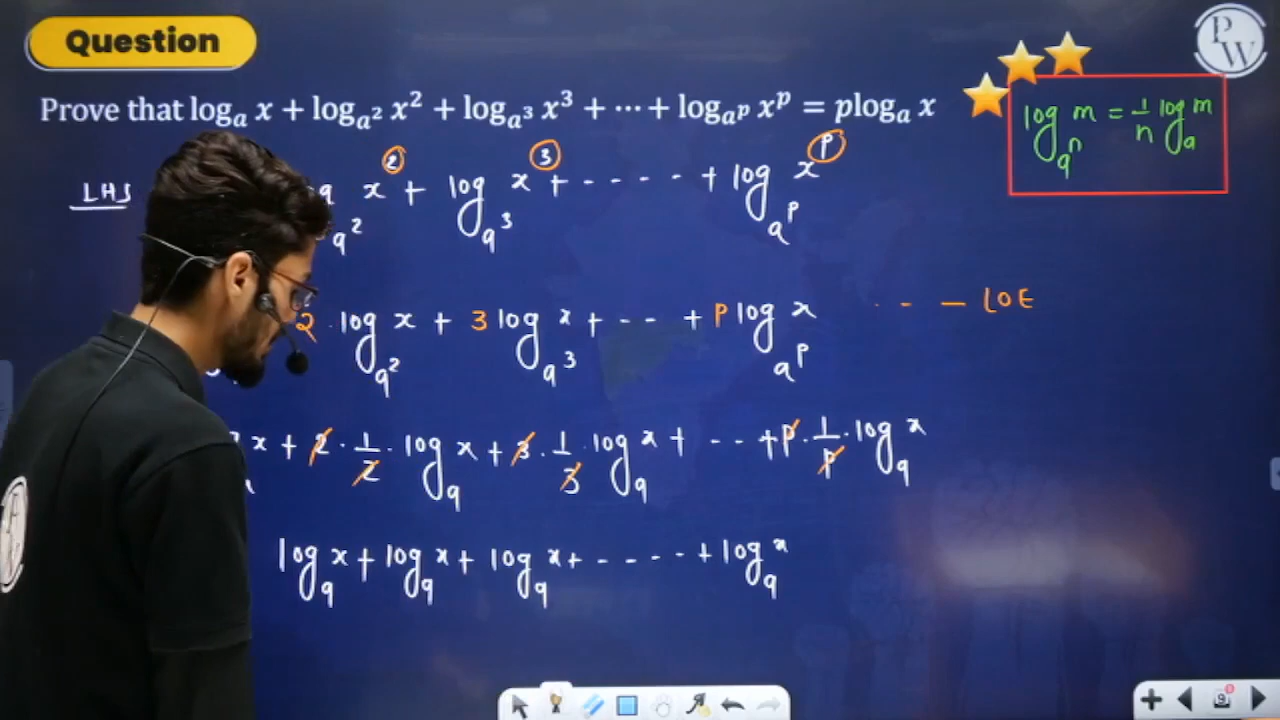 Question
PW
Prove that logₐ x + log_{a²} x² + log_{a³} x³ + ⋯ + log_{aᵖ} xᵖ = plogₐ x
log_{aⁿ} m = 1/n logₐ m
LHS x² + log_{a³} x³ + - - - - - + log_{aᵖ} xᵖ
2 log_{a²} x + 3 log_{a³} x + - - - + P log_{aᵖ} x - - — LOE
x + 2 · 1/2 · logₐ x + 3 · 1/3 · logₐ x + - - - + P · 1/P · logₐ x
logₐ x + logₐ x + logₐ x + - - - - - + logₐ x